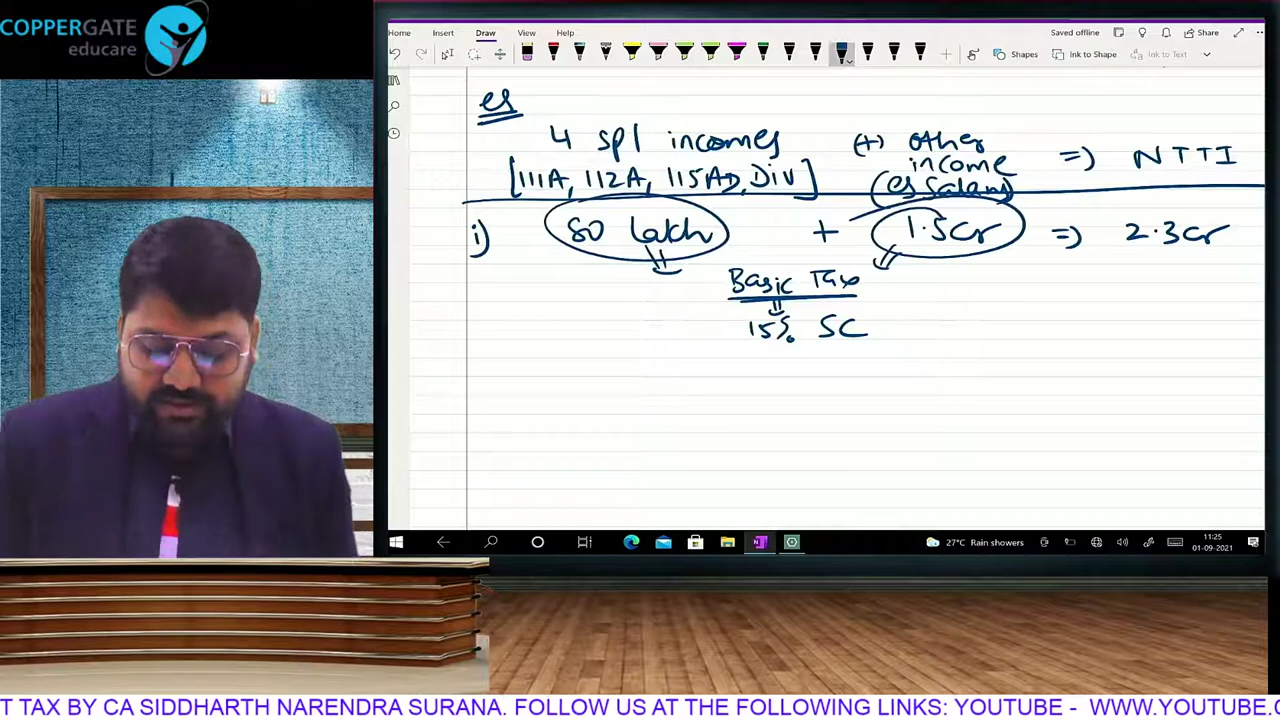 COPPERGATE
educare
Home Insert Draw View Help
Saved offline Share
Shapes Ink to Shape Ink to Text
eg
4 spl incomes (+) other income => NTTI
[111A, 112A, 115AD, Div] (eg salary)
i) 80 lakh + 1.5cr => 2.3cr
Basic Tax
15% SC
27°C Rain showers
11:25
01-09-2021
T TAX BY CA SIDDHARTH NARENDRA SURANA. FOLLOW US AT THE FOLLOWING LINKS: YOUTUBE - WWW.YOUTUBE.C